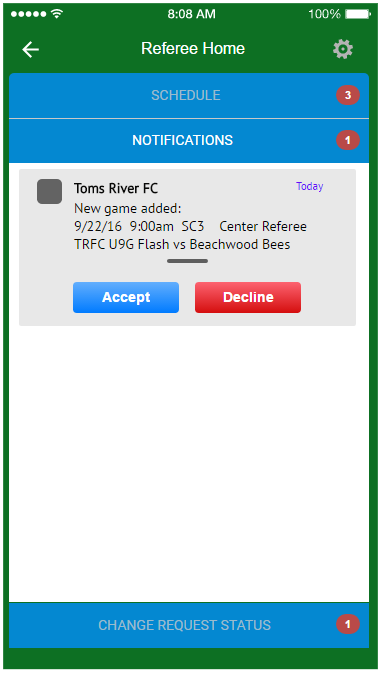 8:08 AM 100%
Referee Home
SCHEDULE 3
NOTIFICATIONS 1
Toms River FC Today
New game added:
9/22/16 9:00am SC3 Center Referee
TRFC U9G Flash vs Beachwood Bees
Accept Decline
CHANGE REQUEST STATUS 1